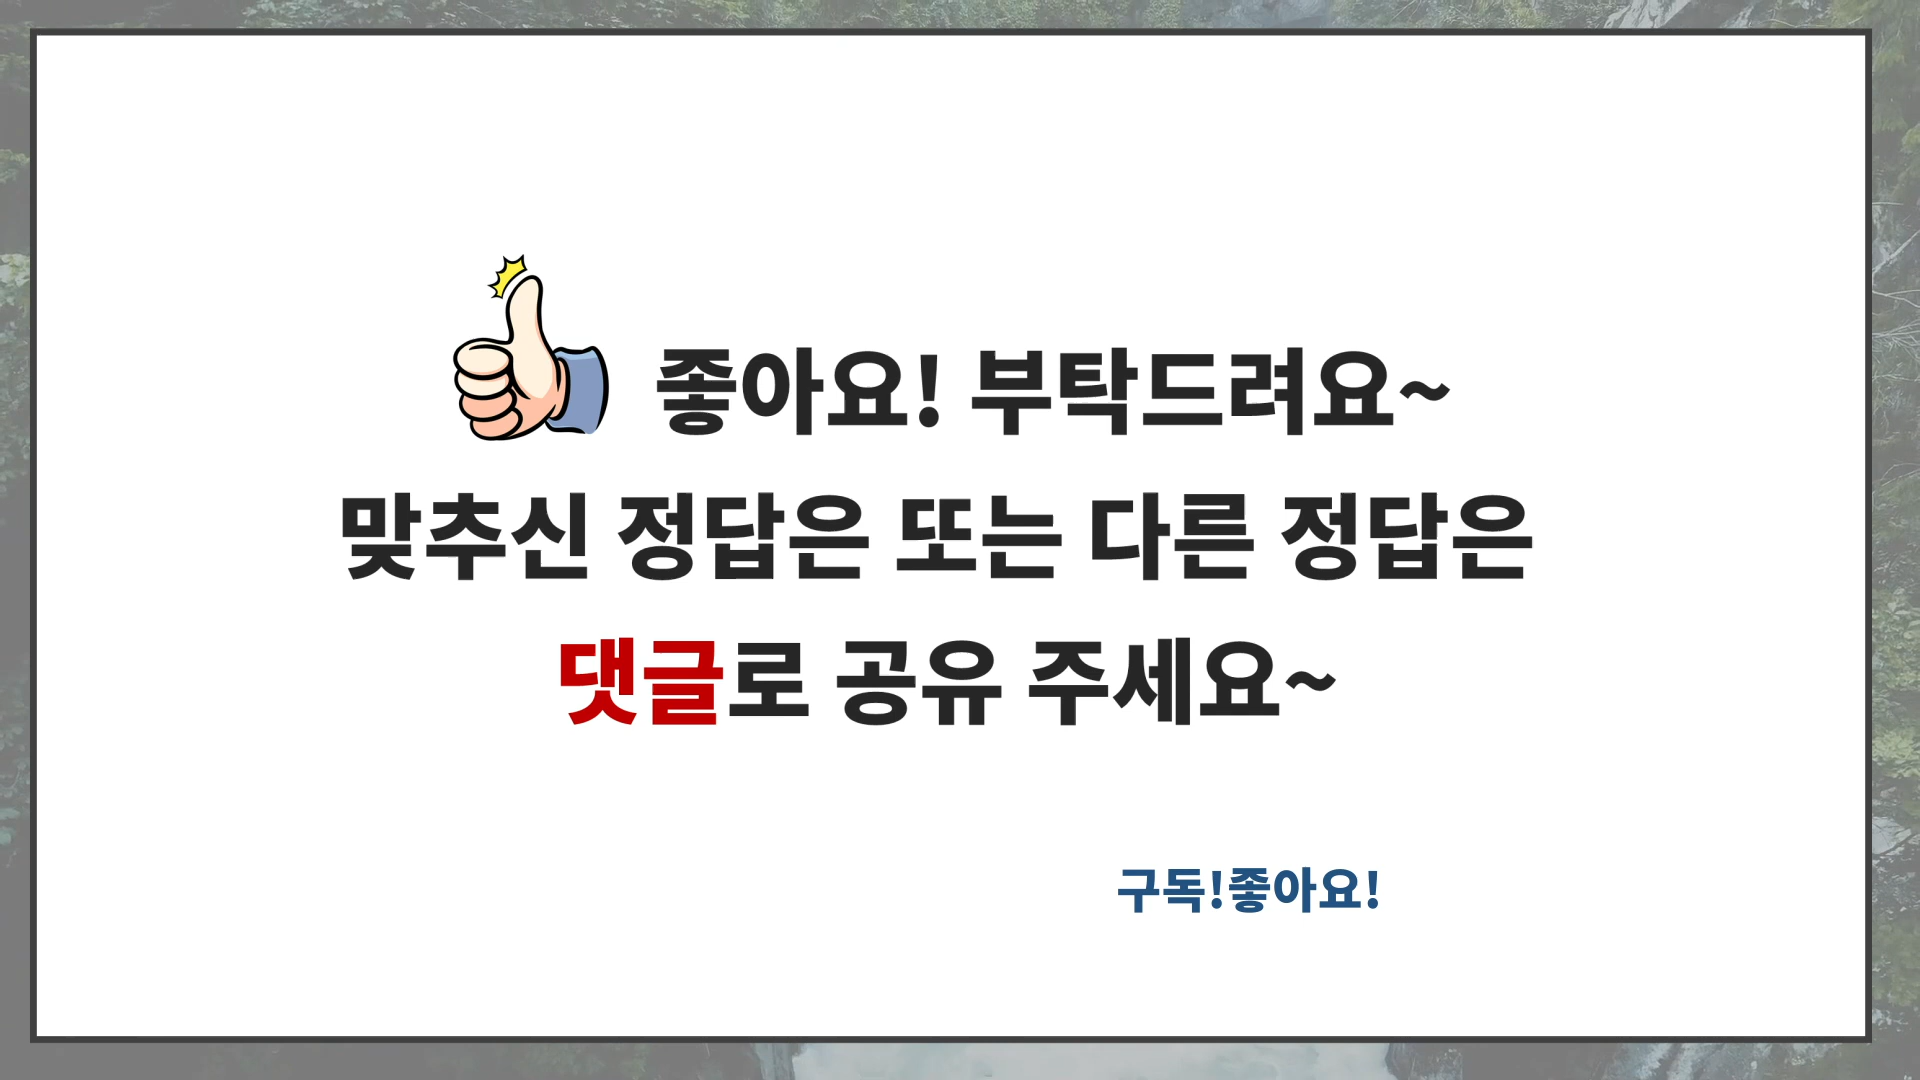 좋아요! 부탁드려요~
맞추신 정답은 또는 다른 정답은
댓글로 공유 주세요~
구독!좋아요!